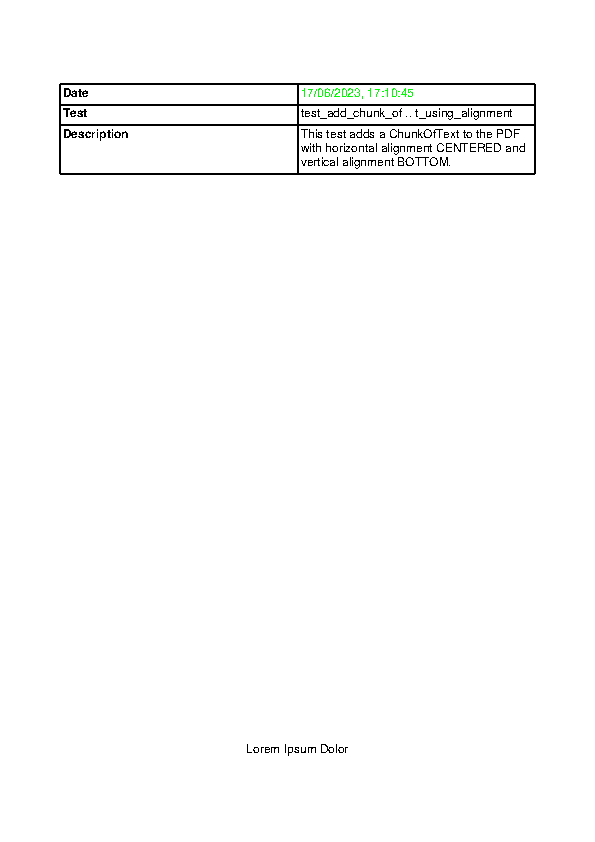 Date 17/06/2023, 17:10:45
Test test_add_chunk_of .. t_using_alignment
Description This test adds a ChunkOfText to the PDF
with horizontal alignment CENTERED and
vertical alignment BOTTOM.
Lorem Ipsum Dolor